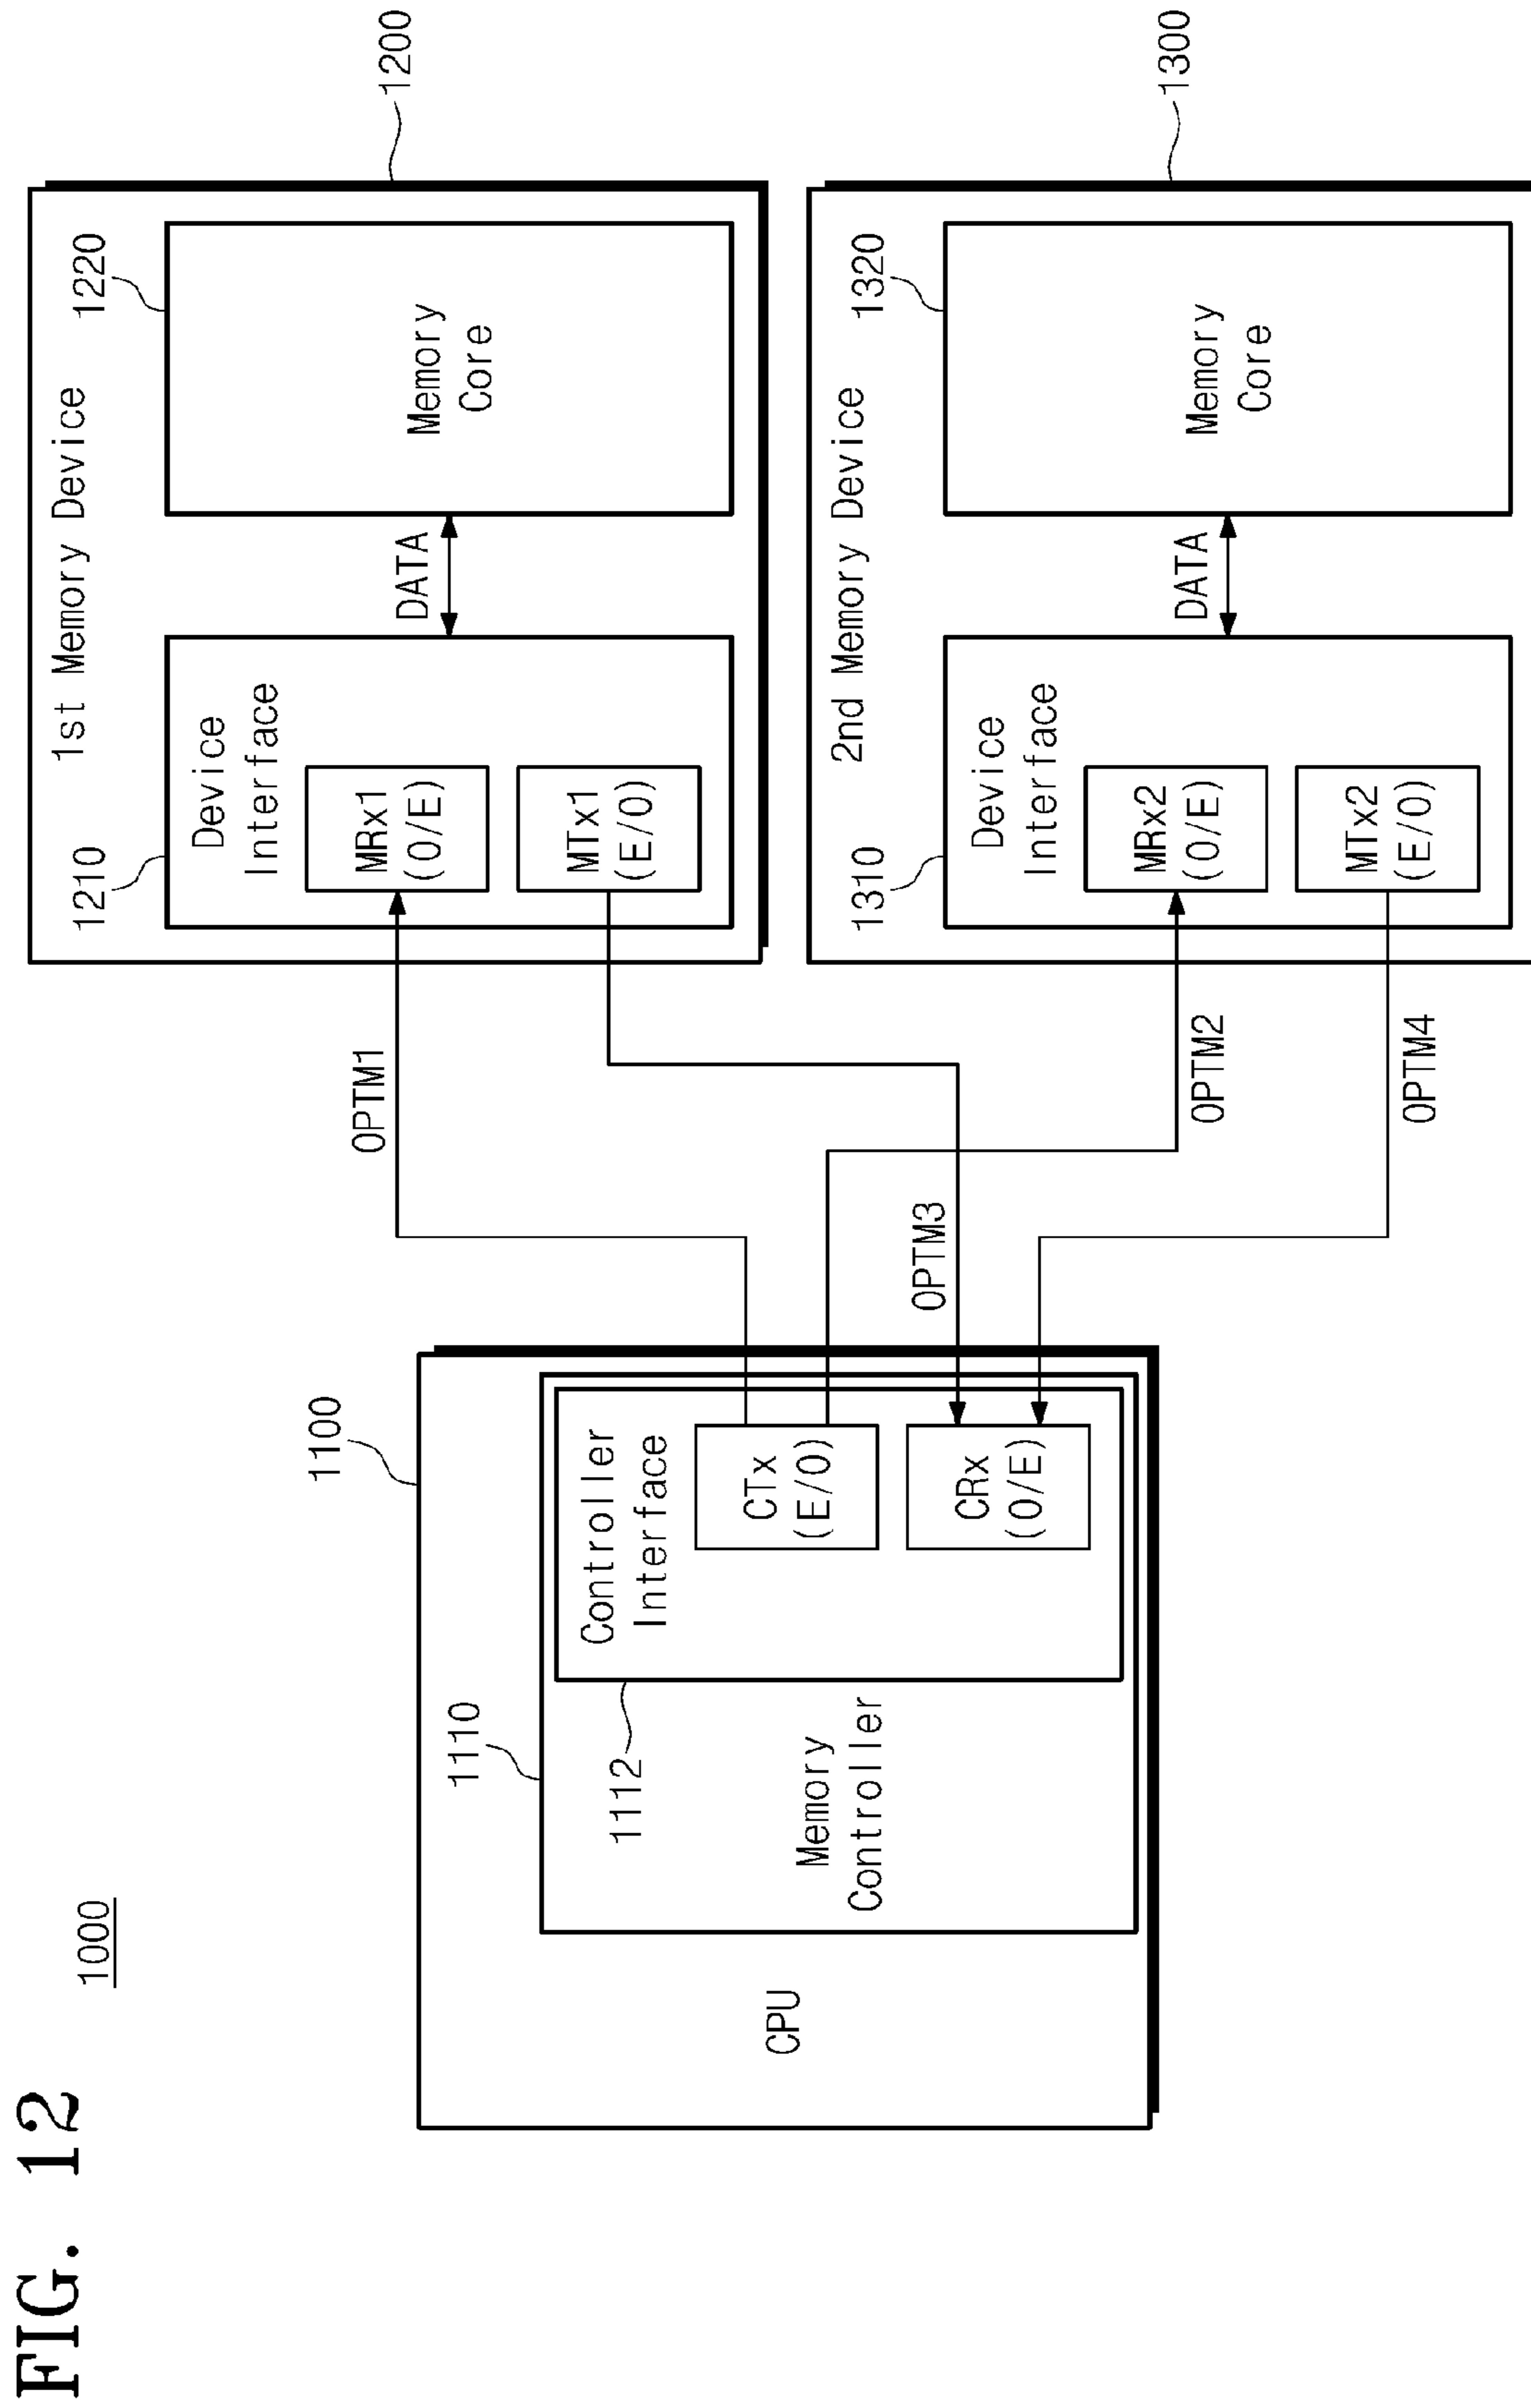 FIG. 12
1000
1100
CPU
1110
Memory
Controller
1112
Controller
Interface
CTx
(E/O)
CRx
(O/E)
OPTM1
OPTM3
OPTM2
OPTM4
1st Memory Device
1200
1210
Device
Interface
MRx1
(O/E)
MTx1
(E/O)
DATA
1220
Memory
Core
2nd Memory Device
1300
1310
Device
Interface
MRx2
(O/E)
MTx2
(E/O)
DATA
1320
Memory
Core